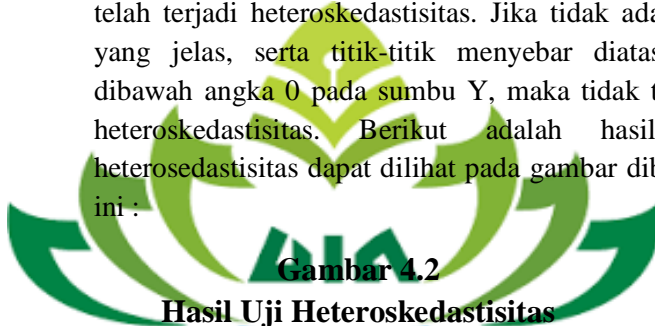 telah terjadi heteroskedastisitas. Jika tidak ada
yang jelas, serta titik-titik menyebar diatas
dibawah angka 0 pada sumbu Y, maka tidak t
heteroskedastisitas. Berikut adalah hasil
heterosedastisitas dapat dilihat pada gambar dib
ini :
Gambar 4.2
Hasil Uji Heteroskedastisitas